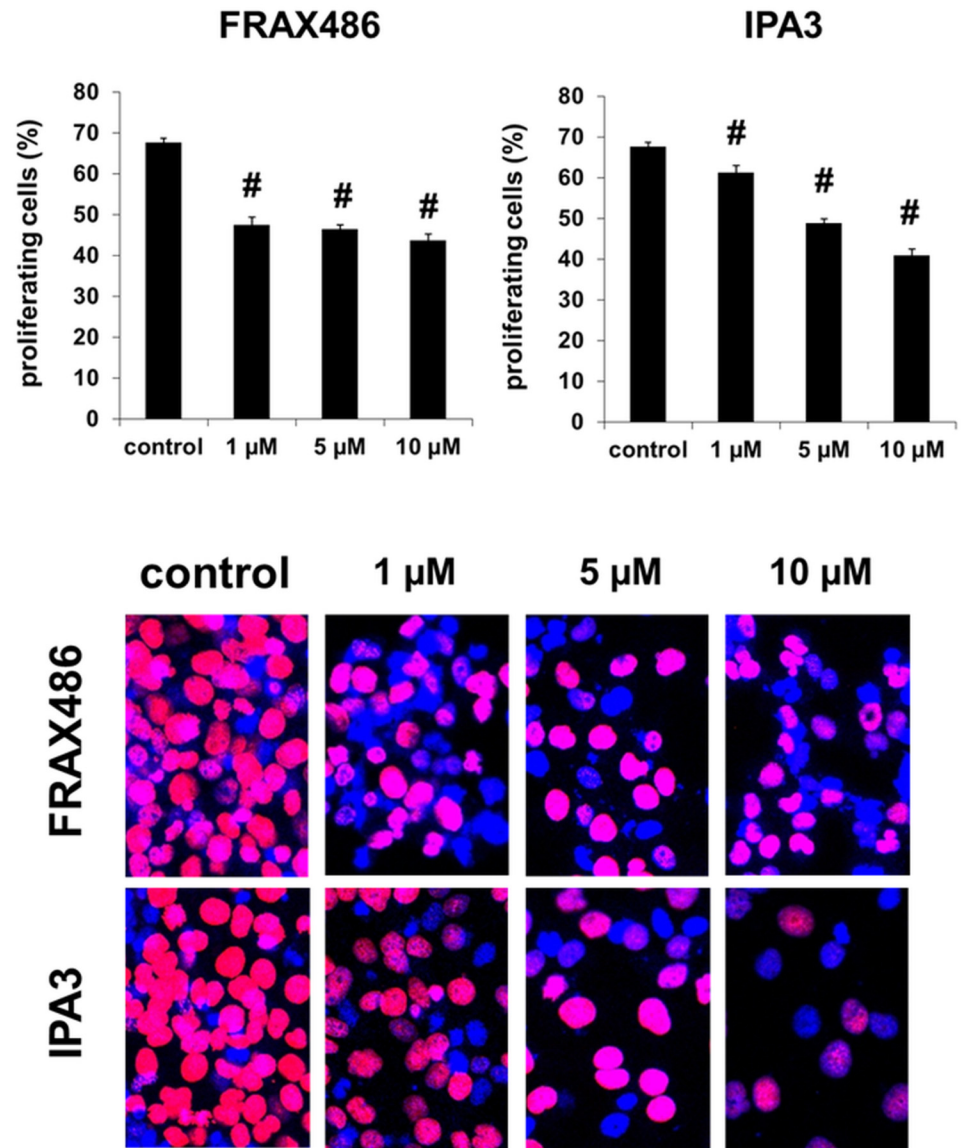 FRAX486
IPA3
proliferating cells (%)
80
70
60
50
40
30
20
10
0
#
#
#
control 1 µM 5 µM 10 µM
proliferating cells (%)
80
70
60
50
40
30
20
10
0
#
#
#
control 1 µM 5 µM 10 µM
control 1 µM 5 µM 10 µM
FRAX486
IPA3